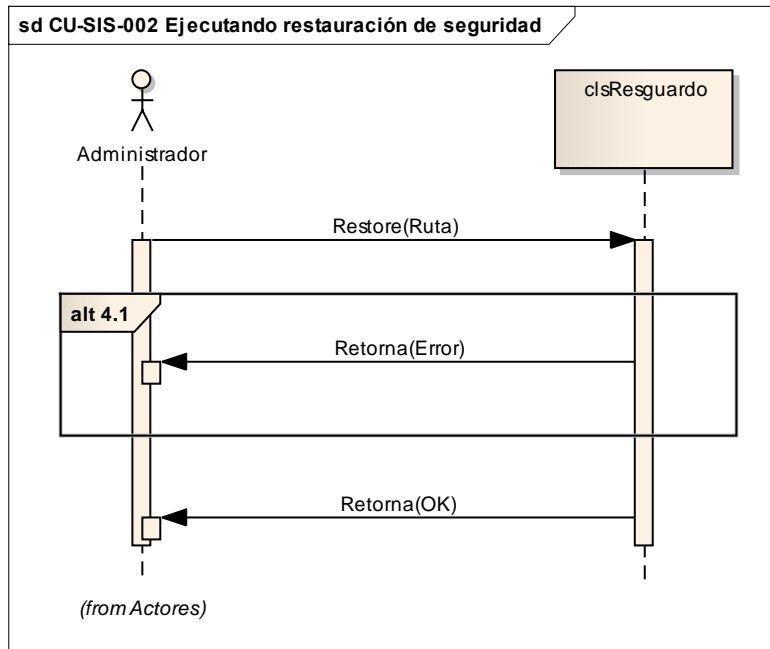 sd CU-SIS-002 Ejecutando restauración de seguridad
clsResguardo
Administrador
Restore(Ruta)
alt 4.1
Retorna(Error)
Retorna(OK)
(from Actores)